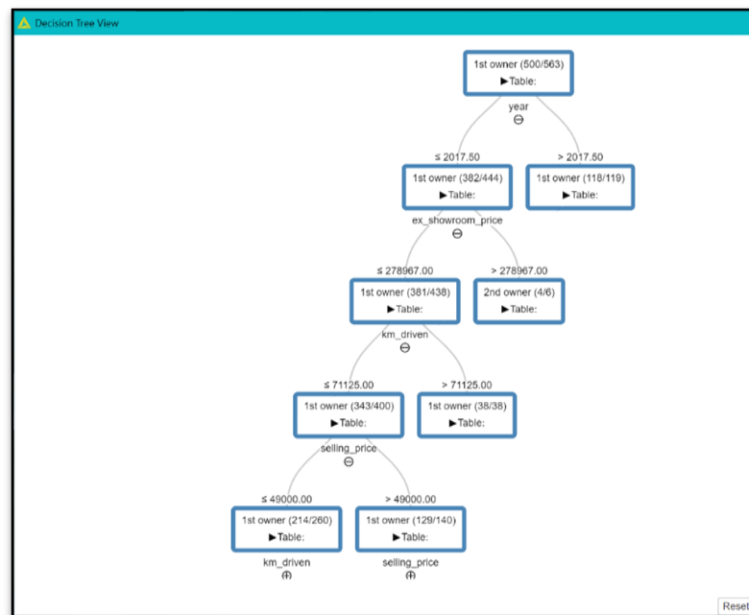 Decision Tree View
1st owner (500/563)
▶Table:
year
≤ 2017.50
> 2017.50
1st owner (382/444)
▶Table:
1st owner (118/119)
▶Table:
ex_showroom_price
≤ 278967.00
> 278967.00
1st owner (381/438)
▶Table:
2nd owner (4/6)
▶Table:
km_driven
≤ 71125.00
> 71125.00
1st owner (343/400)
▶Table:
1st owner (38/38)
▶Table:
selling_price
≤ 49000.00
> 49000.00
1st owner (214/260)
▶Table:
1st owner (129/140)
▶Table:
km_driven
selling_price
Reset